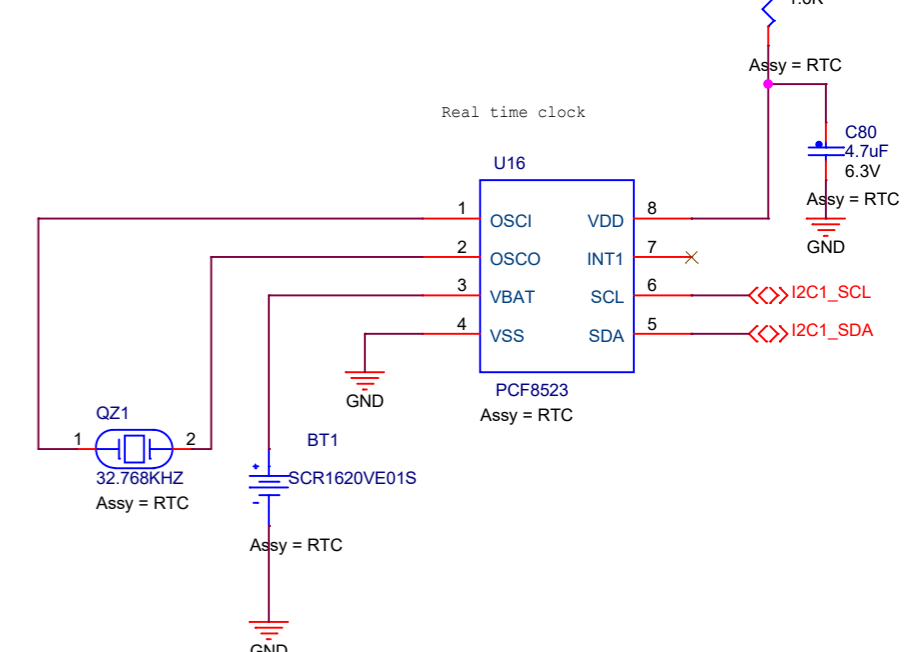 Assy = RTC
Real time clock
C80
4.7uF
6.3V
Assy = RTC
GND
U16
1 OSCI VDD 8
2 OSCO INT1 7
3 VBAT SCL 6 I2C1_SCL
4 VSS SDA 5 I2C1_SDA
GND
PCF8523
Assy = RTC
QZ1
1 2
32.768KHZ
Assy = RTC
BT1
+
SCR1620VE01S
-
Assy = RTC
GND